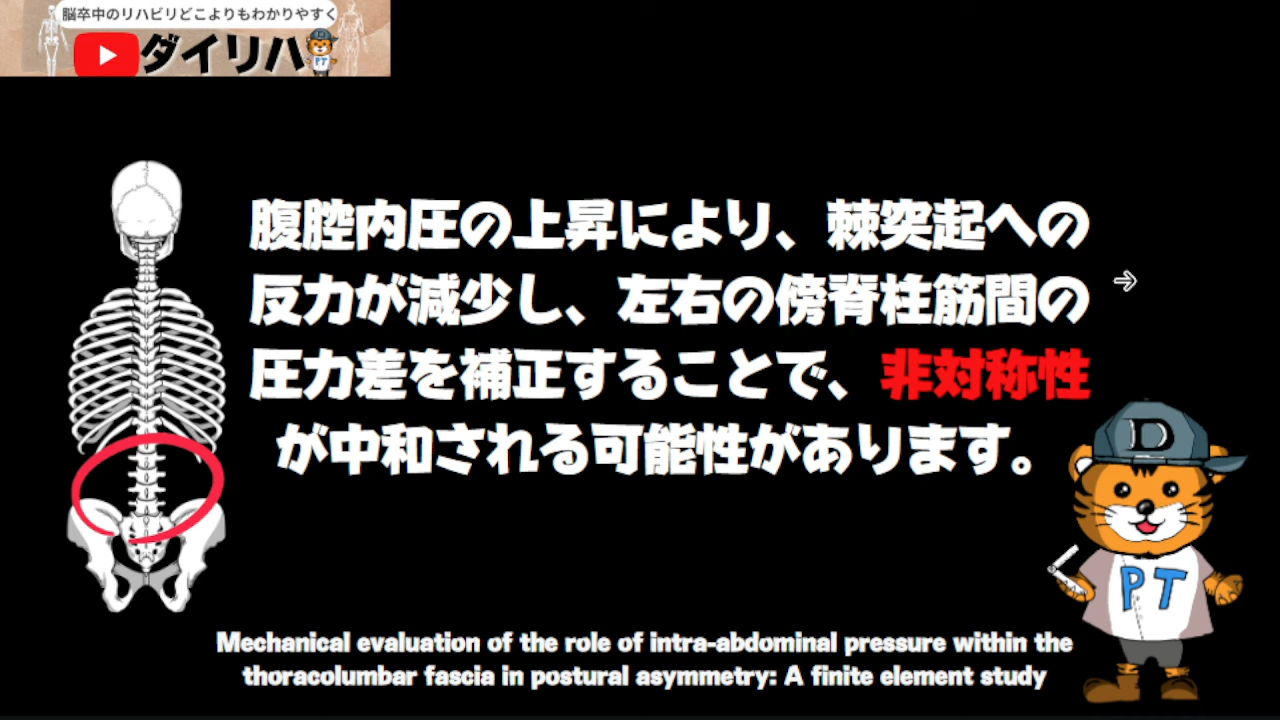 脳卒中のリハビリどこよりもわかりやすく
ダイリハ
PT
腹腔内圧の上昇により、棘突起への
反力が減少し、左右の傍脊柱筋間の
圧力差を補正することで、非対称性
が中和される可能性があります。
D
PT
Mechanical evaluation of the role of intra-abdominal pressure within the
thoracolumbar fascia in postural asymmetry: A finite element study